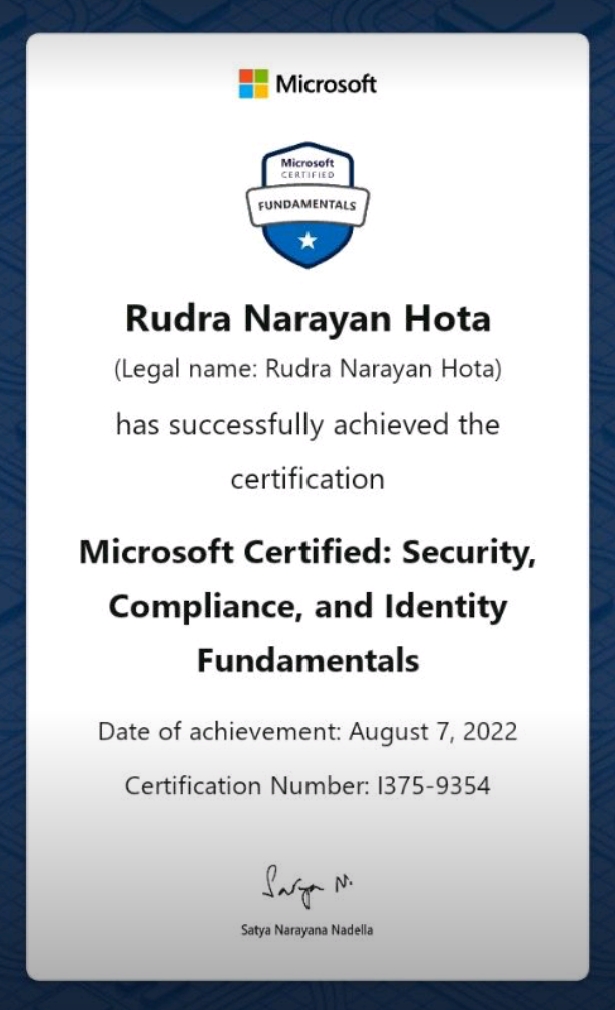 Microsoft
Microsoft
CERTIFIED
FUNDAMENTALS
Rudra Narayan Hota
(Legal name: Rudra Narayan Hota)
has successfully achieved the
certification
Microsoft Certified: Security,
Compliance, and Identity
Fundamentals
Date of achievement: August 7, 2022
Certification Number: I375-9354
Satya N.
Satya Narayana Nadella